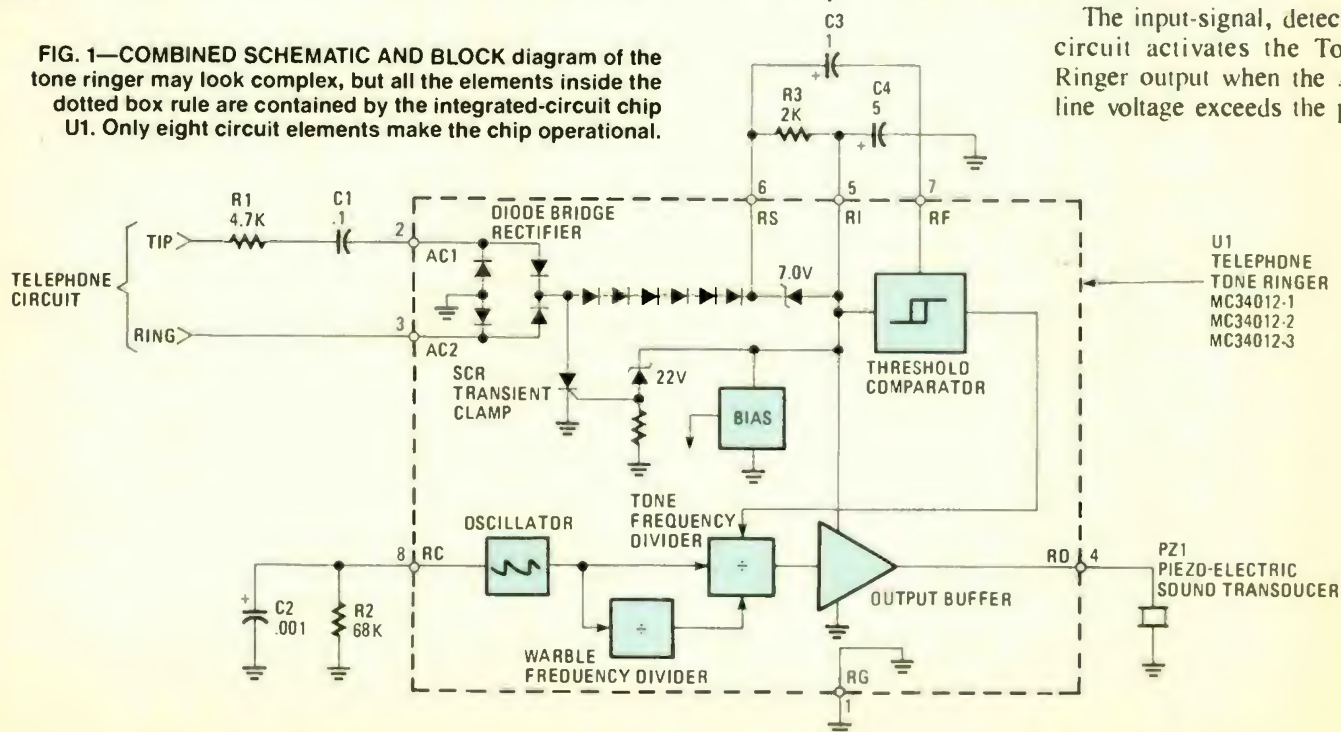 FIG. 1—COMBINED SCHEMATIC AND BLOCK diagram of the
tone ringer may look complex, but all the elements inside the
dotted box rule are contained by the integrated-circuit chip
U1. Only eight circuit elements make the chip operational.
The input-signal, detec
circuit activates the To
Ringer output when the
line voltage exceeds the p
C3
1
+
R3
2K
C4
5
+
6
RS
5
RI
7
RF
TELEPHONE
CIRCUIT
TIP
R1
4.7K
C1
.1
2
AC1
DIODE BRIDGE
RECTIFIER
7.0V
RING
3
AC2
SCR
TRANSIENT
CLAMP
22V
BIAS
THRESHOLD
COMPARATOR
U1
TELEPHONE
TONE RINGER
MC34012-1
MC34012-2
MC34012-3
+
C2
.001
R2
68K
8
RC
OSCILLATOR
TONE
FREQUENCY
DIVIDER
÷
÷
WARBLE
FREQUENCY DIVIDER
OUTPUT BUFFER
RO
4
PZ1
PIEZO-ELECTRIC
SOUND TRANSDUCER
RG
1